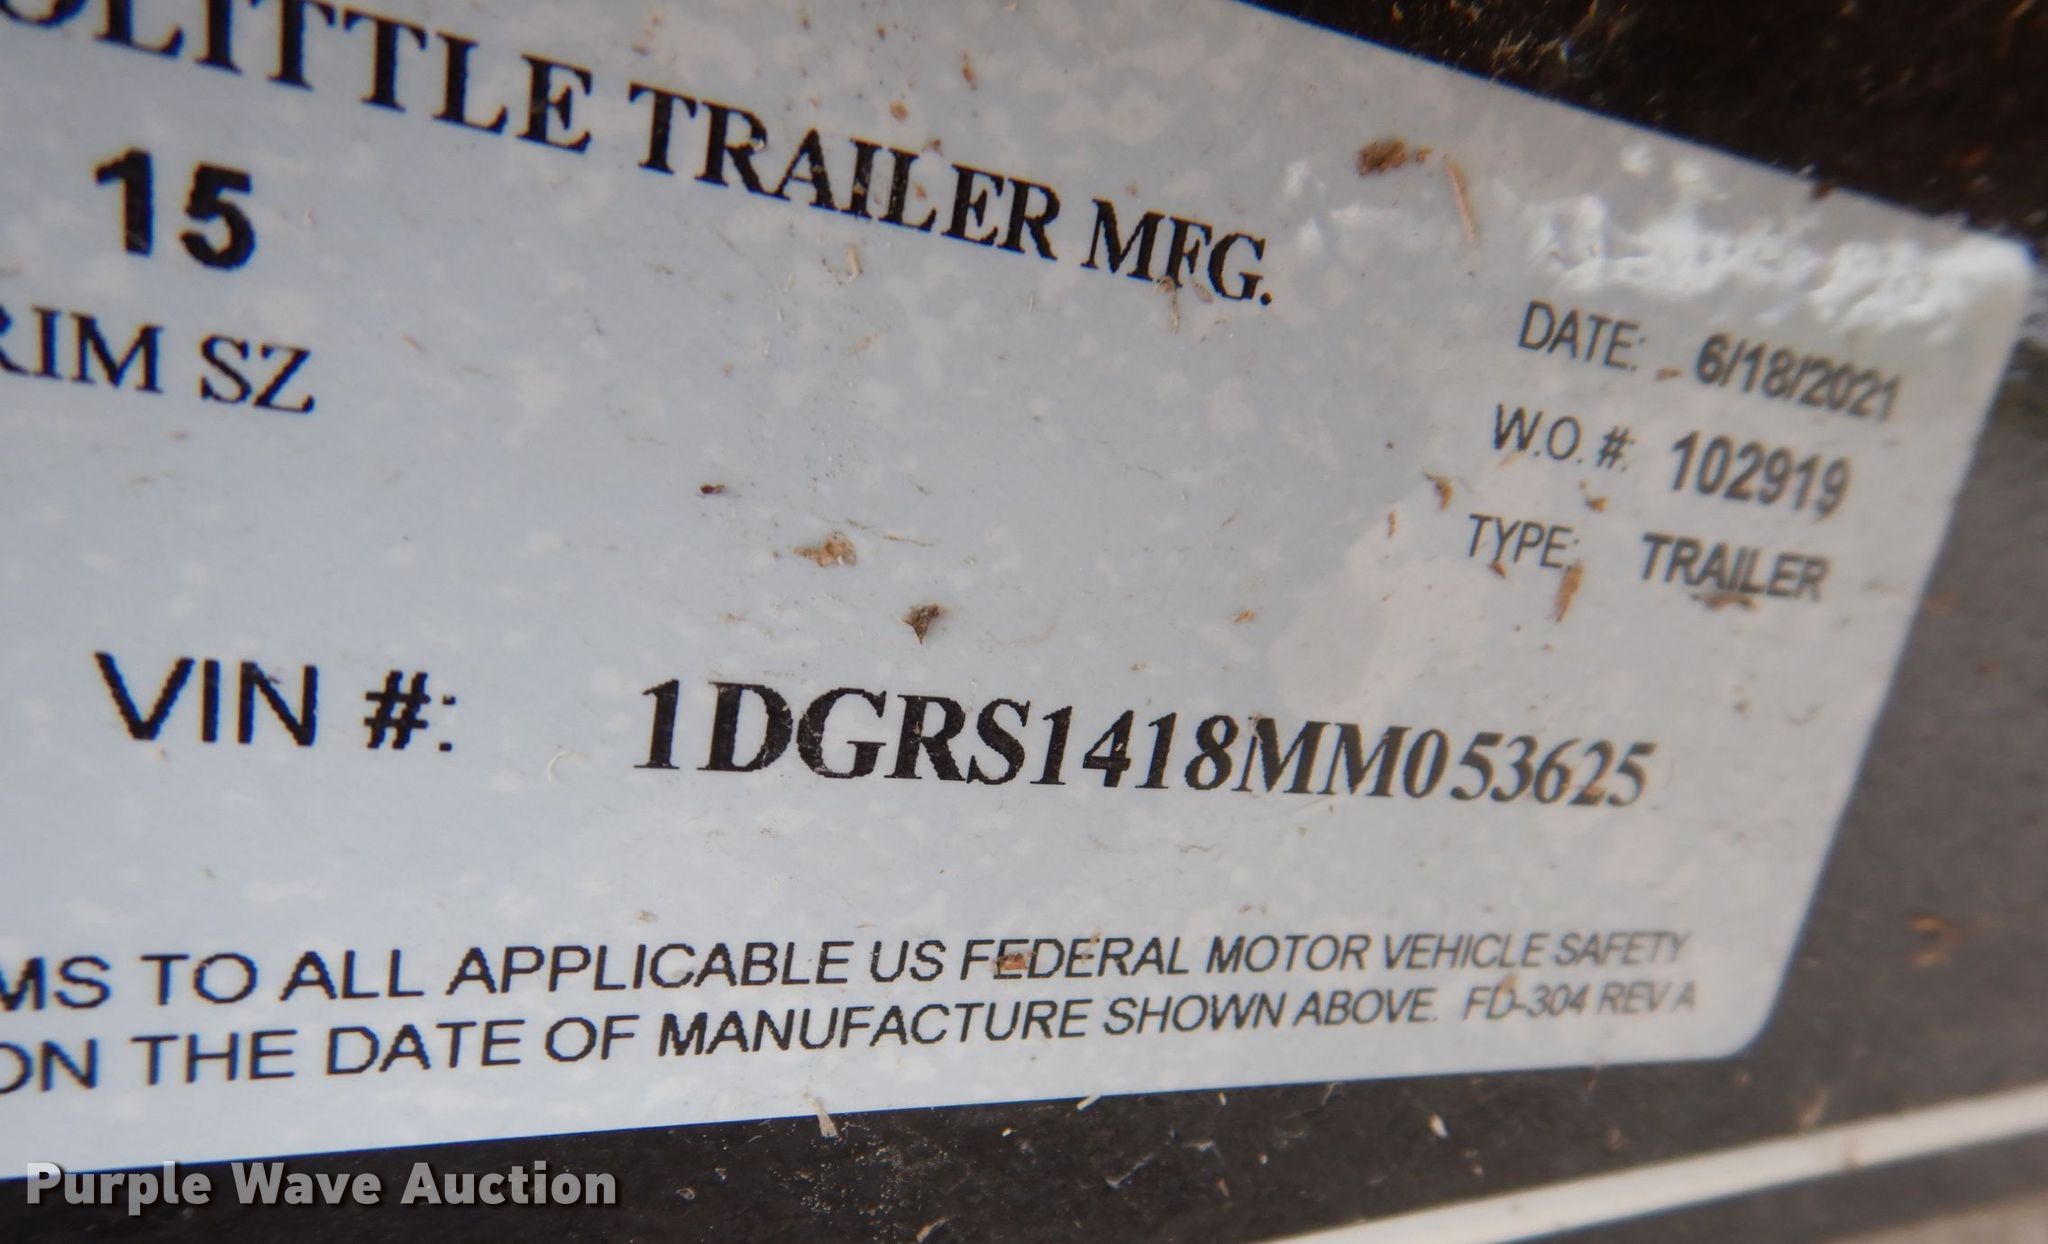 OLITTLE TRAILER MFG.
15
RIM SZ
DATE: 6/18/2021
W.O. #: 102919
TYPE: TRAILER
VIN #: 1DGRS1418MM053625
MS TO ALL APPLICABLE US FEDERAL MOTOR VEHICLE SAFETY
ON THE DATE OF MANUFACTURE SHOWN ABOVE. FD-304 REV A
Purple Wave Auction